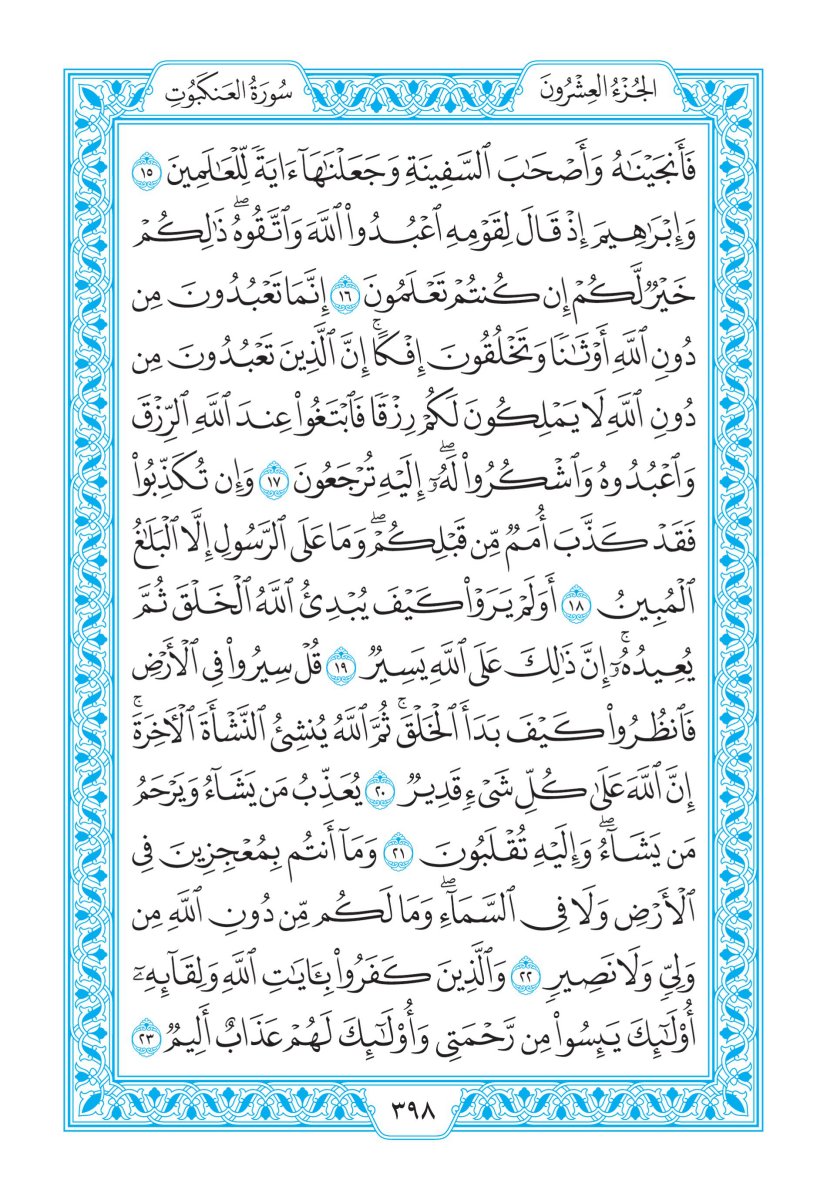 الجُزْءُ العِشْرُونَ
سُورَةُ العَنكَبُوتِ
فَأَنجَيْنَٰهُ وَأَصْحَٰبَ ٱلسَّفِينَةِ وَجَعَلْنَٰهَآ ءَايَةً لِّلْعَٰلَمِينَ ١٥
وَإِبْرَٰهِيمَ إِذْ قَالَ لِقَوْمِهِ ٱعْبُدُوا۟ ٱللَّهَ وَٱتَّقُوهُ ۖ ذَٰلِكُمْ
خَيْرٌ لَّكُمْ إِن كُنتُمْ تَعْلَمُونَ ١٦ إِنَّمَا تَعْبُدُونَ مِن
دُونِ ٱللَّهِ أَوْثَٰنًا وَتَخْلُقُونَ إِفْكًا ۚ إِنَّ ٱلَّذِينَ تَعْبُدُونَ مِن
دُونِ ٱللَّهِ لَا يَمْلِكُونَ لَكُمْ رِزْقًا فَٱبْتَغُوا۟ عِندَ ٱللَّهِ ٱلرِّزْقَ
وَٱعْبُدُوهُ وَٱشْكُرُوا۟ لَهُۥٓ ۖ إِلَيْهِ تُرْجَعُونَ ١٧ وَإِن تُكَذِّبُوا۟
فَقَدْ كَذَّبَ أُمَمٌ مِّن قَبْلِكُمْ ۖ وَمَا عَلَى ٱلرَّسُولِ إِلَّا ٱلْبَلَٰغُ
ٱلْمُبِينُ ١٨ أَوَلَمْ يَرَوْا۟ كَيْفَ يُبْدِئُ ٱللَّهُ ٱلْخَلْقَ ثُمَّ
يُعِيدُهُۥٓ ۚ إِنَّ ذَٰلِكَ عَلَى ٱللَّهِ يَسِيرٌ ١٩ قُلْ سِيرُوا۟ فِى ٱلْأَرْضِ
فَٱنظُرُوا۟ كَيْفَ بَدَأَ ٱلْخَلْقَ ۚ ثُمَّ ٱللَّهُ يُنشِئُ ٱلنَّشْأَةَ ٱلْـَٔاخِرَةَ ۚ
إِنَّ ٱللَّهَ عَلَىٰ كُلِّ شَىْءٍ قَدِيرٌ ٢٠ يُعَذِّبُ مَن يَشَآءُ وَيَرْحَمُ
مَن يَشَآءُ ۖ وَإِلَيْهِ تُقْلَبُونَ ٢١ وَمَآ أَنتُم بِمُعْجِزِينَ فِى
ٱلْأَرْضِ وَلَا فِى ٱلسَّمَآءِ ۖ وَمَا لَكُم مِّن دُونِ ٱللَّهِ مِن
وَلِىٍّ وَلَا نَصِيرٍ ٢٢ وَٱلَّذِينَ كَفَرُوا۟ بِـَٔايَٰتِ ٱللَّهِ وَلِقَآئِهِۦٓ
أُو۟لَٰٓئِكَ يَئِسُوا۟ مِن رَّحْمَتِى وَأُو۟لَٰٓئِكَ لَهُمْ عَذَابٌ أَلِيمٌ ٢٣
٣٩٨